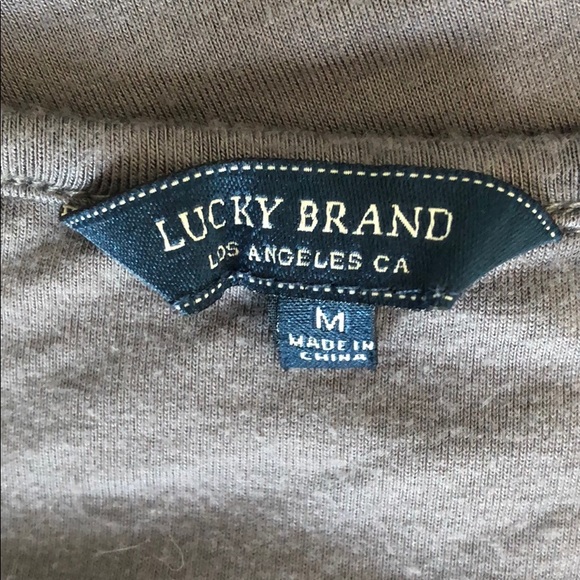 LUCKY BRAND
LOS ANGELES CA
M
MADE IN
CHINA